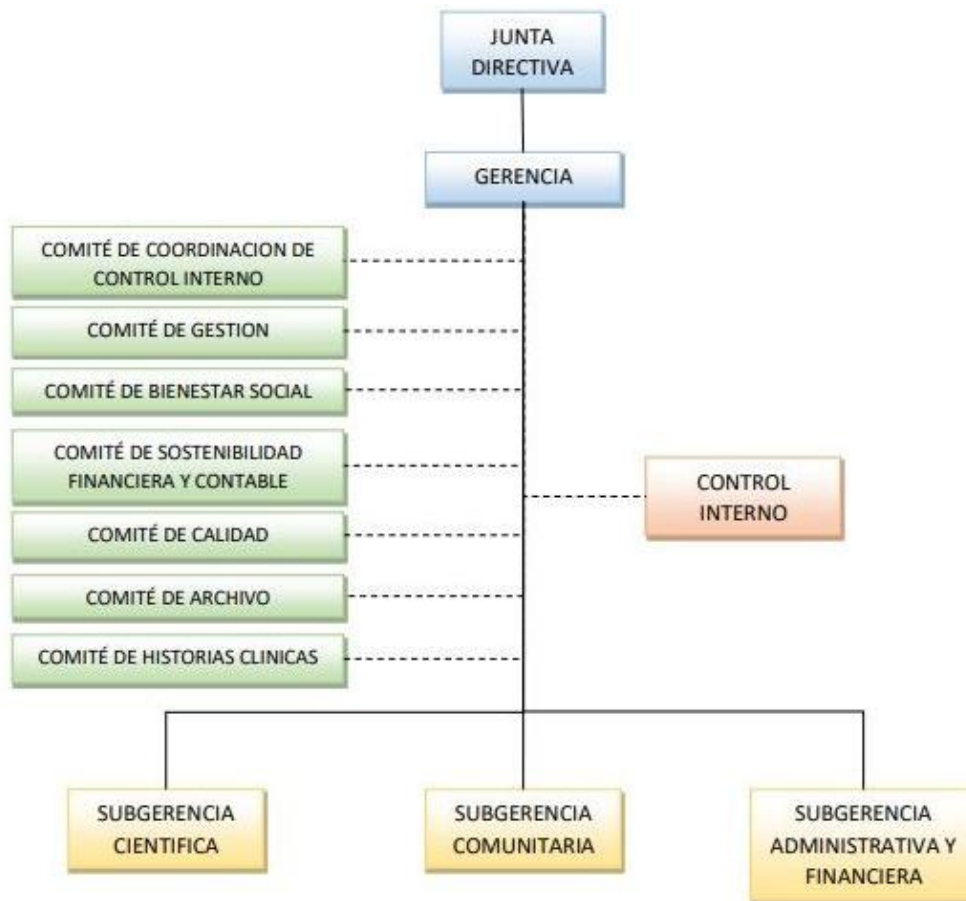 JUNTA
DIRECTIVA
GERENCIA
COMITÉ DE COORDINACION DE
CONTROL INTERNO
COMITÉ DE GESTION
COMITÉ DE BIENESTAR SOCIAL
COMITÉ DE SOSTENIBILIDAD
FINANCIERA Y CONTABLE
COMITÉ DE CALIDAD
COMITÉ DE ARCHIVO
COMITÉ DE HISTORIAS CLINICAS
CONTROL
INTERNO
SUBGERENCIA
CIENTIFICA
SUBGERENCIA
COMUNITARIA
SUBGERENCIA
ADMINISTRATIVA Y
FINANCIERA